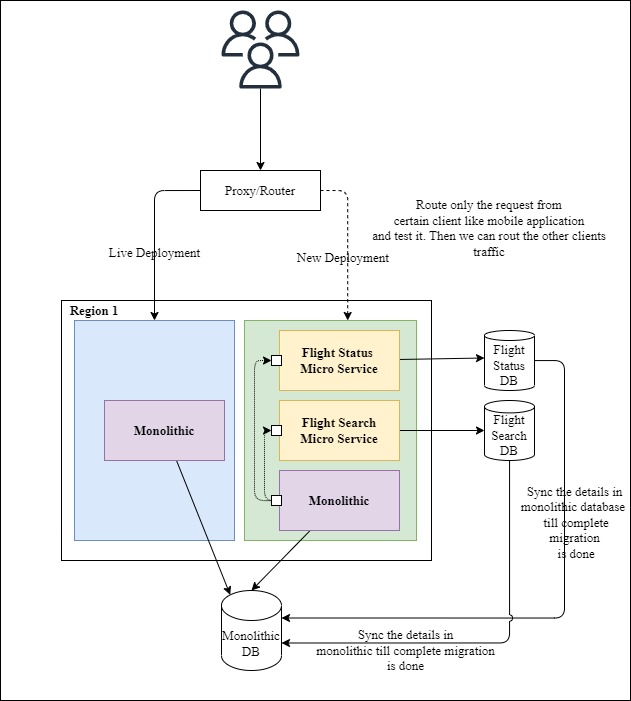 Proxy/Router
Route only the request from
certain client like mobile application
and test it. Then we can rout the other clients
traffic
Live Deployment
New Deployment
Region 1
Flight Status
Micro Service
Flight
Status
DB
Monolithic
Flight Search
Micro Service
Flight
Search
DB
Monolithic
Sync the details in
monolithic database
till complete
migration
is done
Monolithic
DB
Sync the details in
monolithic till complete migration
is done